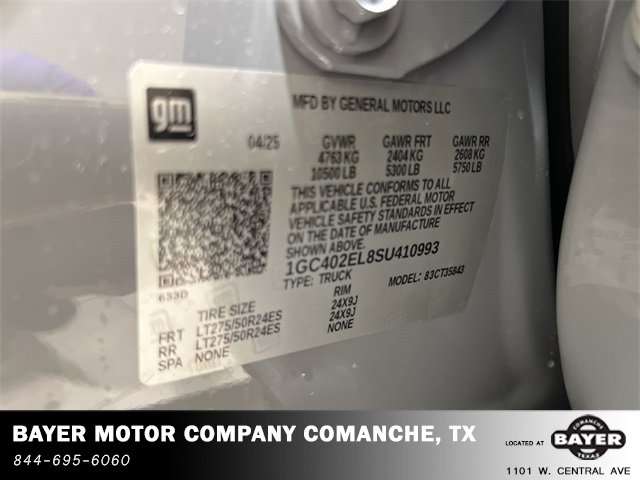 gm
MFD BY GENERAL MOTORS LLC
04/25
GVWR GAWR FRT GAWR RR
4763 KG 2404 KG 2608 KG
10500 LB 5300 LB 5750 LB
THIS VEHICLE CONFORMS TO ALL
APPLICABLE U.S. FEDERAL MOTOR
VEHICLE SAFETY STANDARDS IN EFFECT
ON THE DATE OF MANUFACTURE
SHOWN ABOVE.
1GC402EL8SU410993
TYPE: TRUCK MODEL: 83CT35843
633D
TIRE SIZE RIM
FRT LT275/50R24ES 24X9J
RR LT275/50R24ES 24X9J
SPA NONE NONE
BAYER MOTOR COMPANY COMANCHE, TX
844-695-6060
LOCATED AT
COMANCHE
BAYER
TEXAS
1101 W. CENTRAL AVE